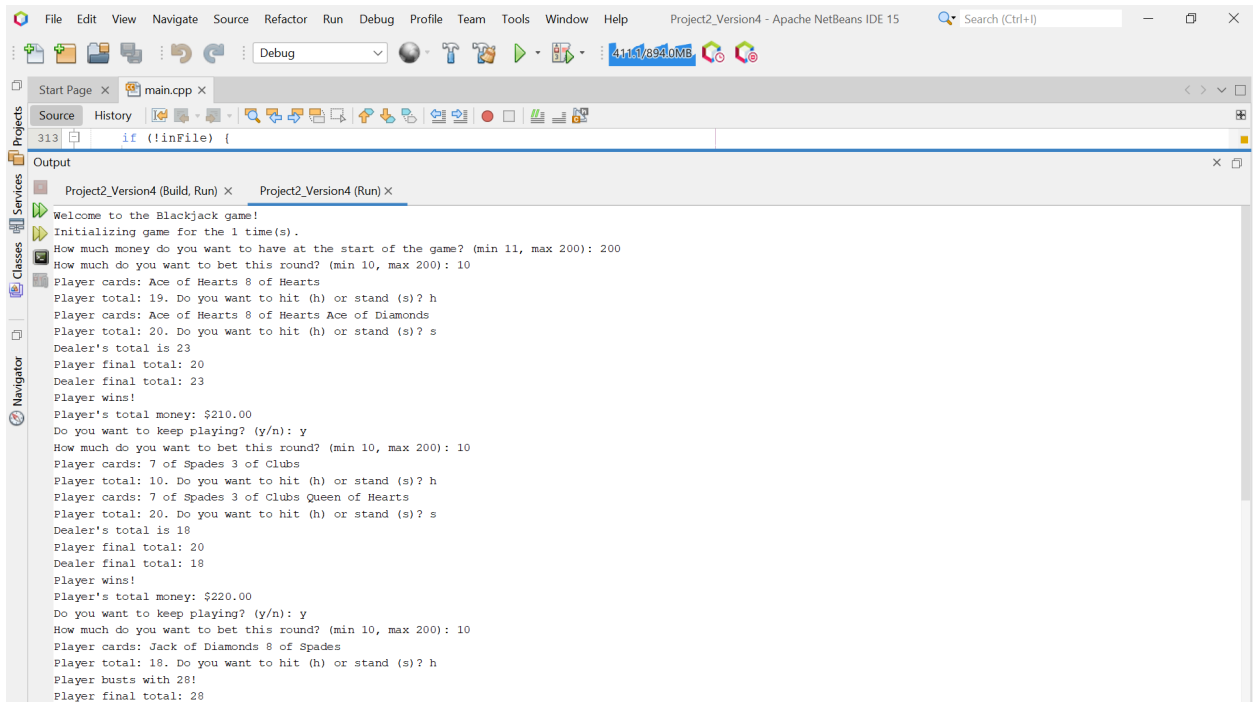 File Edit View Navigate Source Refactor Run Debug Profile Team Tools Window Help Project2_Version4 - Apache NetBeans IDE 15 Search (Ctrl+I)
Debug 411.1/894.0MB
Start Page main.cpp
Source History
313 if (!inFile) {
Projects
Services
Classes
Navigator
Output
Project2_Version4 (Build, Run) Project2_Version4 (Run)
Welcome to the Blackjack game!
Initializing game for the 1 time(s).
How much money do you want to have at the start of the game? (min 11, max 200): 200
How much do you want to bet this round? (min 10, max 200): 10
Player cards: Ace of Hearts 8 of Hearts
Player total: 19. Do you want to hit (h) or stand (s)? h
Player cards: Ace of Hearts 8 of Hearts Ace of Diamonds
Player total: 20. Do you want to hit (h) or stand (s)? s
Dealer's total is 23
Player final total: 20
Dealer final total: 23
Player wins!
Player's total money: $210.00
Do you want to keep playing? (y/n): y
How much do you want to bet this round? (min 10, max 200): 10
Player cards: 7 of Spades 3 of Clubs
Player total: 10. Do you want to hit (h) or stand (s)? h
Player cards: 7 of Spades 3 of Clubs Queen of Hearts
Player total: 20. Do you want to hit (h) or stand (s)? s
Dealer's total is 18
Player final total: 20
Dealer final total: 18
Player wins!
Player's total money: $220.00
Do you want to keep playing? (y/n): y
How much do you want to bet this round? (min 10, max 200): 10
Player cards: Jack of Diamonds 8 of Spades
Player total: 18. Do you want to hit (h) or stand (s)? h
Player busts with 28!
Player final total: 28